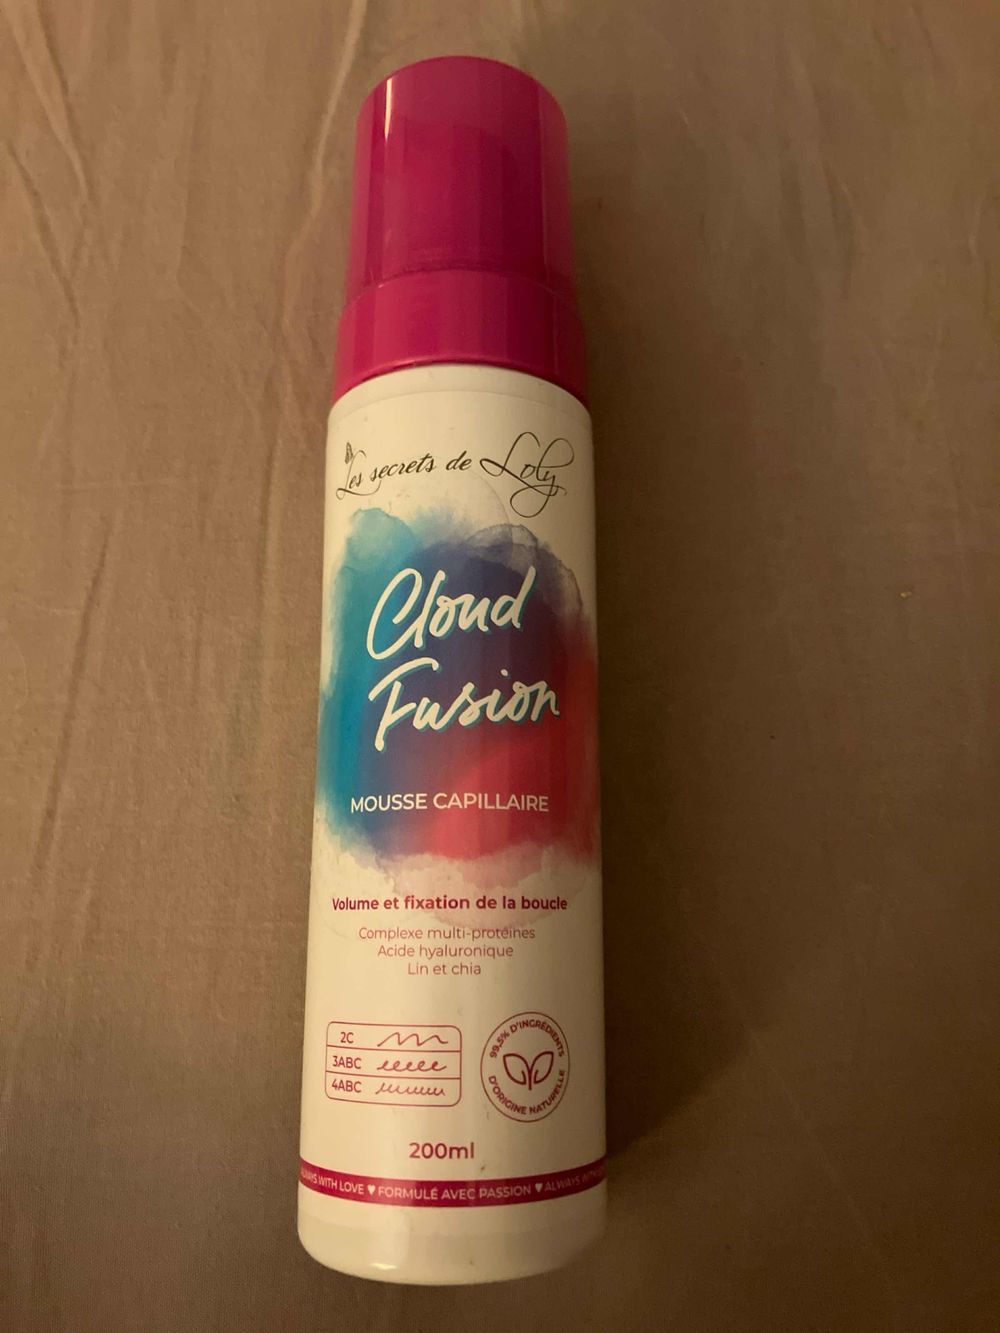 Les secrets de Loly
Cloud
Fusion
MOUSSE CAPILLAIRE
Volume et fixation de la boucle
Complexe multi-protéines
Acide hyaluronique
Lin et chia
2C
3ABC
4ABC
99,5% D'INGRÉDIENTS
D'ORIGINE NATURELLE
200ml
ALWAYS WITH LOVE ♥ FORMULÉ AVEC PASSION ♥ ALWAYS WITH